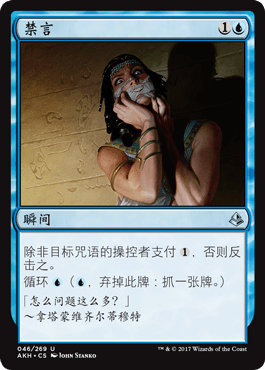 禁言 1
瞬间
除非目标咒语的操控者支付 1，否则反
击之。
循环（，弃掉此牌：抓一张牌。）
「怎么问题这么多？」
～拿塔蒙维齐尔蒂穆特
046/269 U
AKH • CS JOHN STANKO
™ & © 2017 Wizards of the Coast